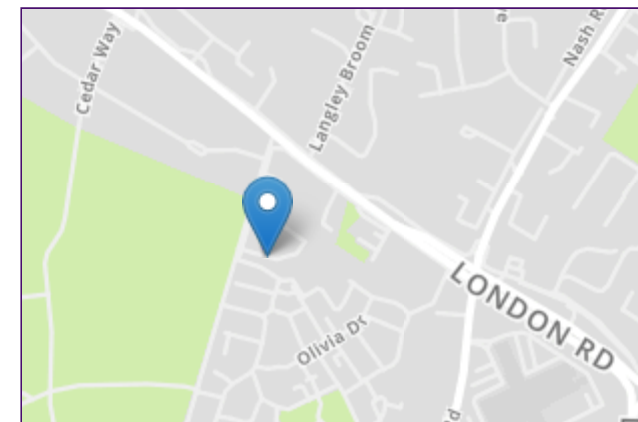 Cedar Way
Langley Broom
Nash R
LONDON RD
Olivia Dr